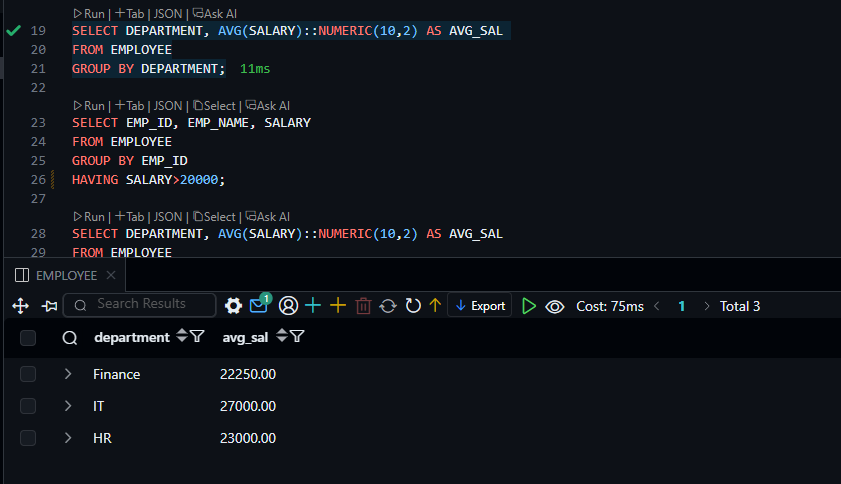 Run | +Tab | JSON | Ask AI
19 SELECT DEPARTMENT, AVG(SALARY)::NUMERIC(10,2) AS AVG_SAL
20 FROM EMPLOYEE
21 GROUP BY DEPARTMENT; 11ms
22
Run | +Tab | JSON | Select | Ask AI
23 SELECT EMP_ID, EMP_NAME, SALARY
24 FROM EMPLOYEE
25 GROUP BY EMP_ID
26 HAVING SALARY>20000;
27
Run | +Tab | JSON | Select | Ask AI
28 SELECT DEPARTMENT, AVG(SALARY)::NUMERIC(10,2) AS AVG_SAL
29 FROM EMPLOYEE
EMPLOYEE
Search Results 1 Export Cost: 75ms 1 Total 3
department avg_sal
Finance 22250.00
IT 27000.00
HR 23000.00